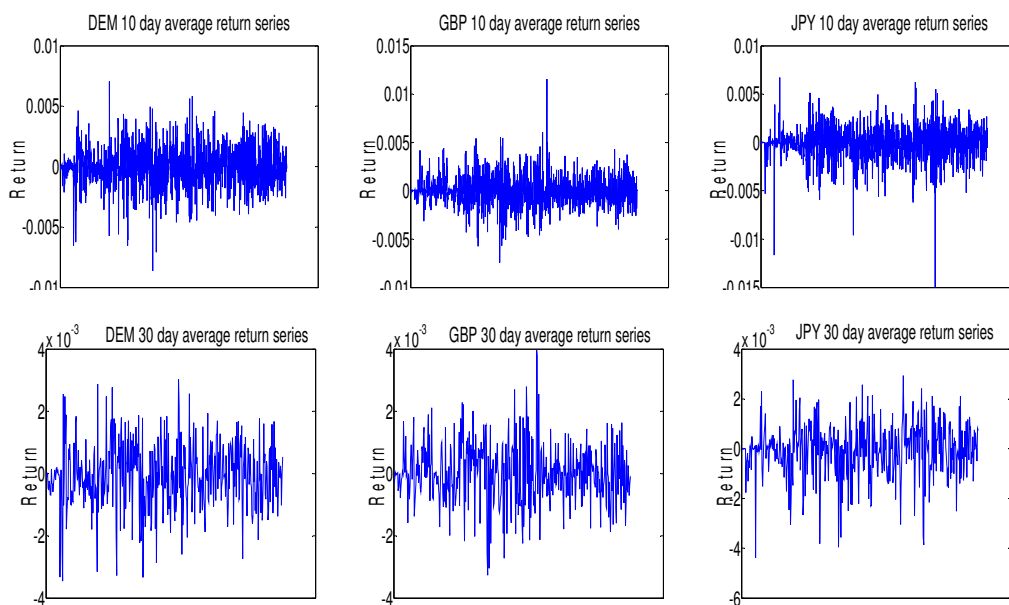 DEM 10 day average return series
0.01
0.005
0
-0.005
-0.01
Return
GBP 10 day average return series
0.015
0.01
0.005
0
-0.005
-0.01
Return
JPY 10 day average return series
0.01
0.005
0
-0.005
-0.01
-0.015
Return
DEM 30 day average return series
x 10-3
4
2
0
-2
-4
Return
GBP 30 day average return series
x 10-3
4
2
0
-2
-4
Return
JPY 30 day average return series
x 10-3
4
2
0
-2
-4
-6
Return